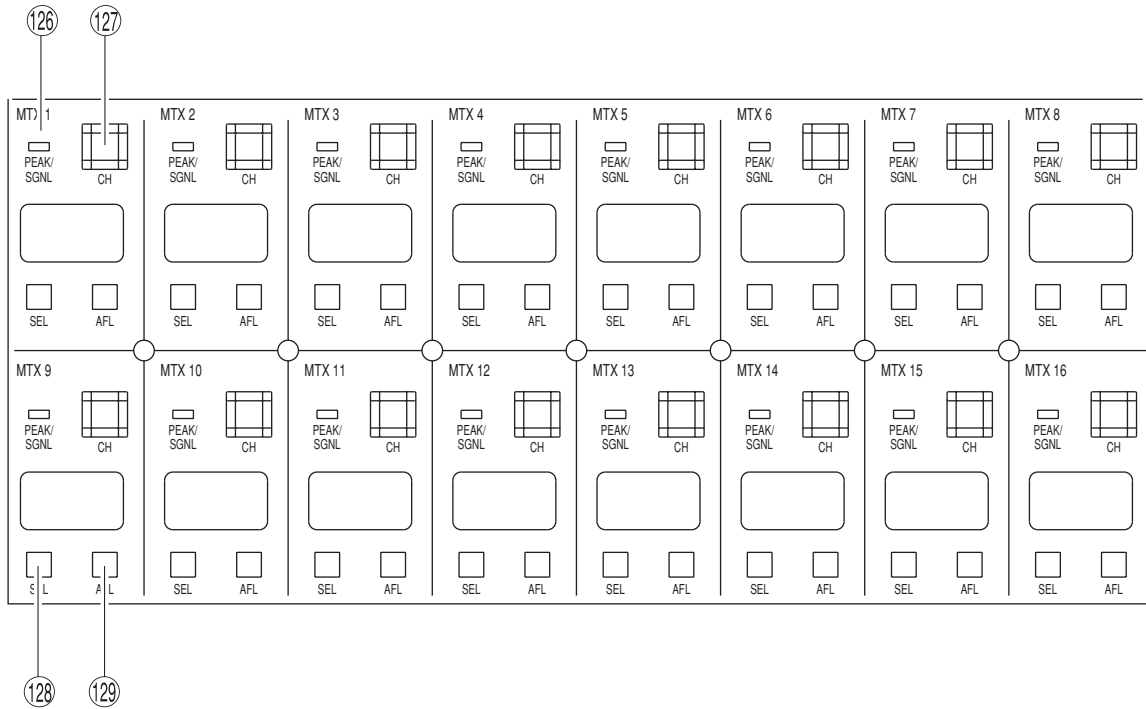 126 127
MTX 1 MTX 2 MTX 3 MTX 4 MTX 5 MTX 6 MTX 7 MTX 8
PEAK/ PEAK/ PEAK/ PEAK/ PEAK/ PEAK/ PEAK/ PEAK/
SGNL CH SGNL CH SGNL CH SGNL CH SGNL CH SGNL CH SGNL CH SGNL CH
SEL AFL SEL AFL SEL AFL SEL AFL SEL AFL SEL AFL SEL AFL SEL AFL
MTX 9 MTX 10 MTX 11 MTX 12 MTX 13 MTX 14 MTX 15 MTX 16
PEAK/ PEAK/ PEAK/ PEAK/ PEAK/ PEAK/ PEAK/ PEAK/
SGNL CH SGNL CH SGNL CH SGNL CH SGNL CH SGNL CH SGNL CH SGNL CH
SEL AFL SEL AFL SEL AFL SEL AFL SEL AFL SEL AFL SEL AFL SEL AFL
128 129